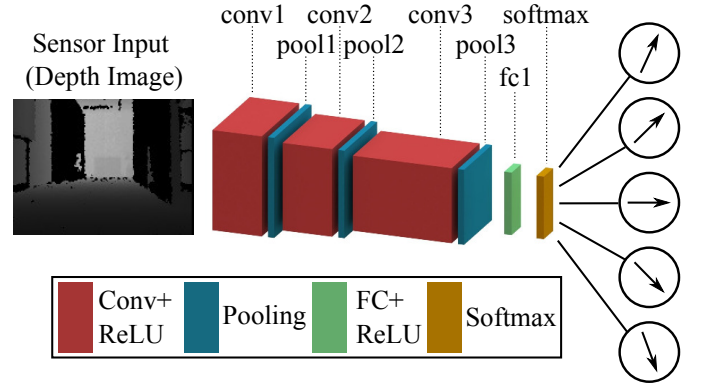 conv1 conv2 conv3 softmax
Sensor Input
(Depth Image)
pool1 pool2 pool3
fc1
Conv+
ReLU
Pooling
FC+
ReLU
Softmax